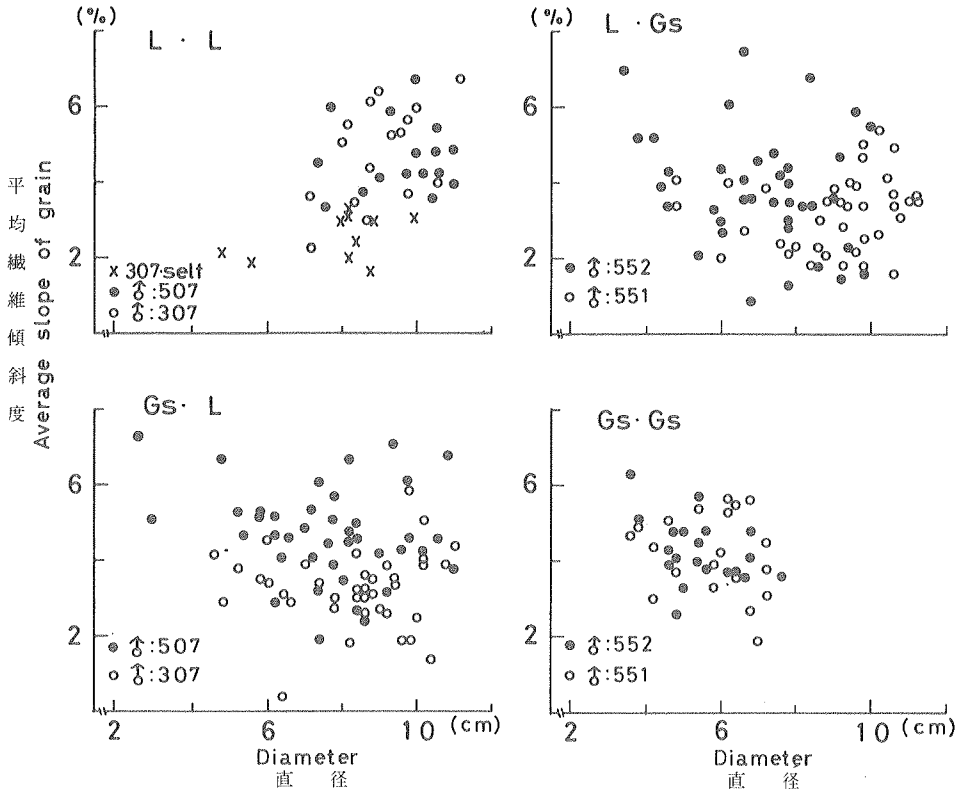 (%)
L · L
6
2
x 307:selt
● ♂:507
○ ♂:307
(%)
L · Gs
6
2
● ♂:552
○ ♂:551
平均繊維傾斜度
Average slope of grain
Gs · L
6
2
● ♂:507
○ ♂:307
2 6 10 (cm)
Diameter
直径
Gs · Gs
6
2
● ♂:552
○ ♂:551
2 6 10 (cm)
Diameter
直径